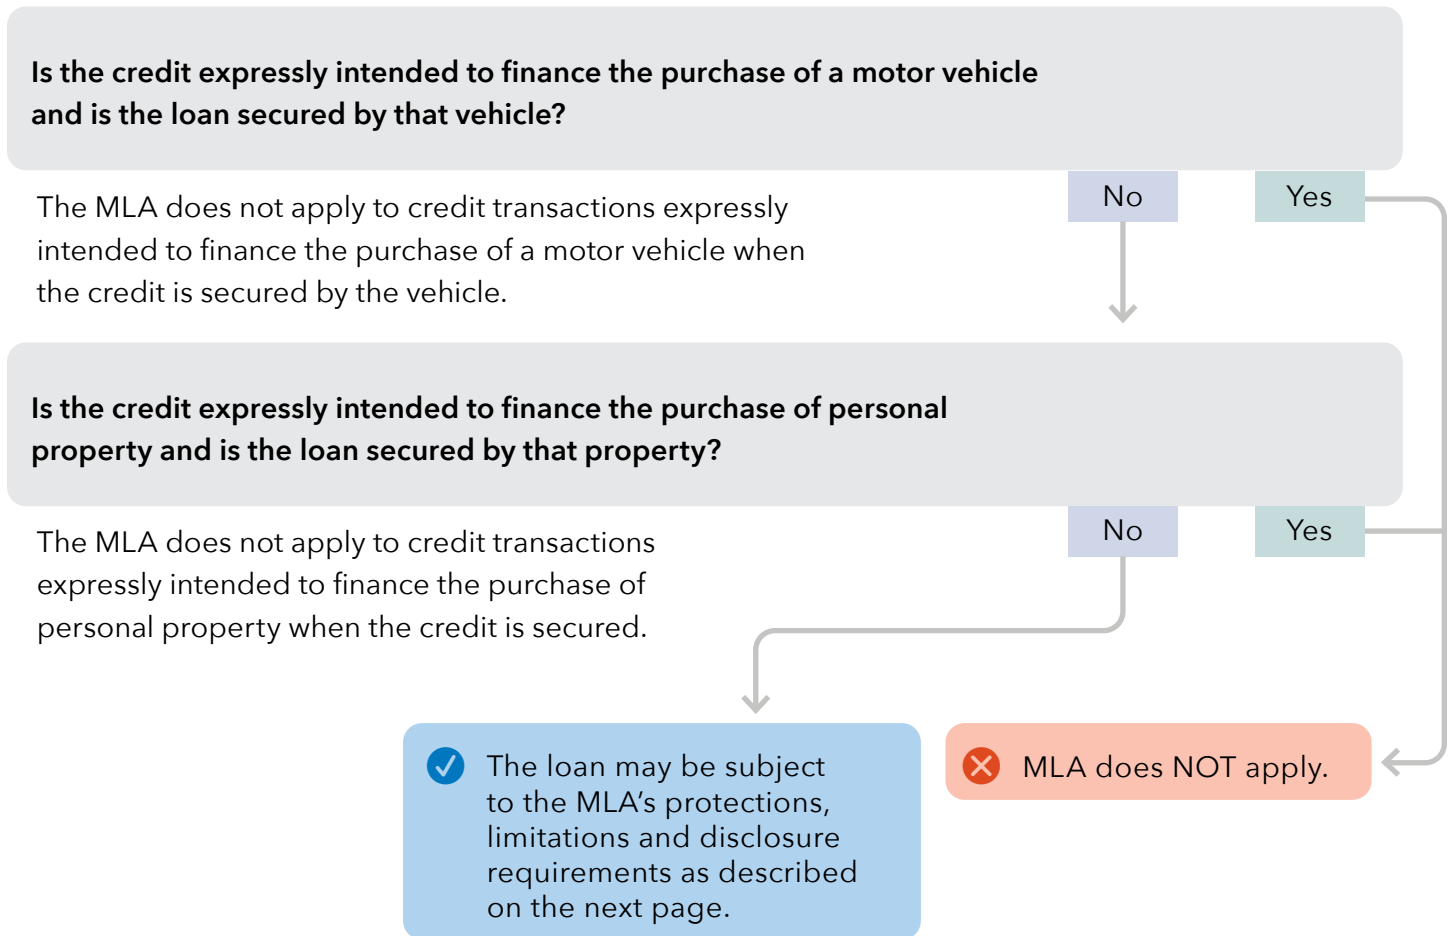 Is the credit expressly intended to finance the purchase of a motor vehicle
and is the loan secured by that vehicle?
No
Yes
The MLA does not apply to credit transactions expressly
intended to finance the purchase of a motor vehicle when
the credit is secured by the vehicle.
Is the credit expressly intended to finance the purchase of personal
property and is the loan secured by that property?
No
Yes
The MLA does not apply to credit transactions
expressly intended to finance the purchase of
personal property when the credit is secured.
The loan may be subject
to the MLA’s protections,
limitations and disclosure
requirements as described
on the next page.
MLA does NOT apply.